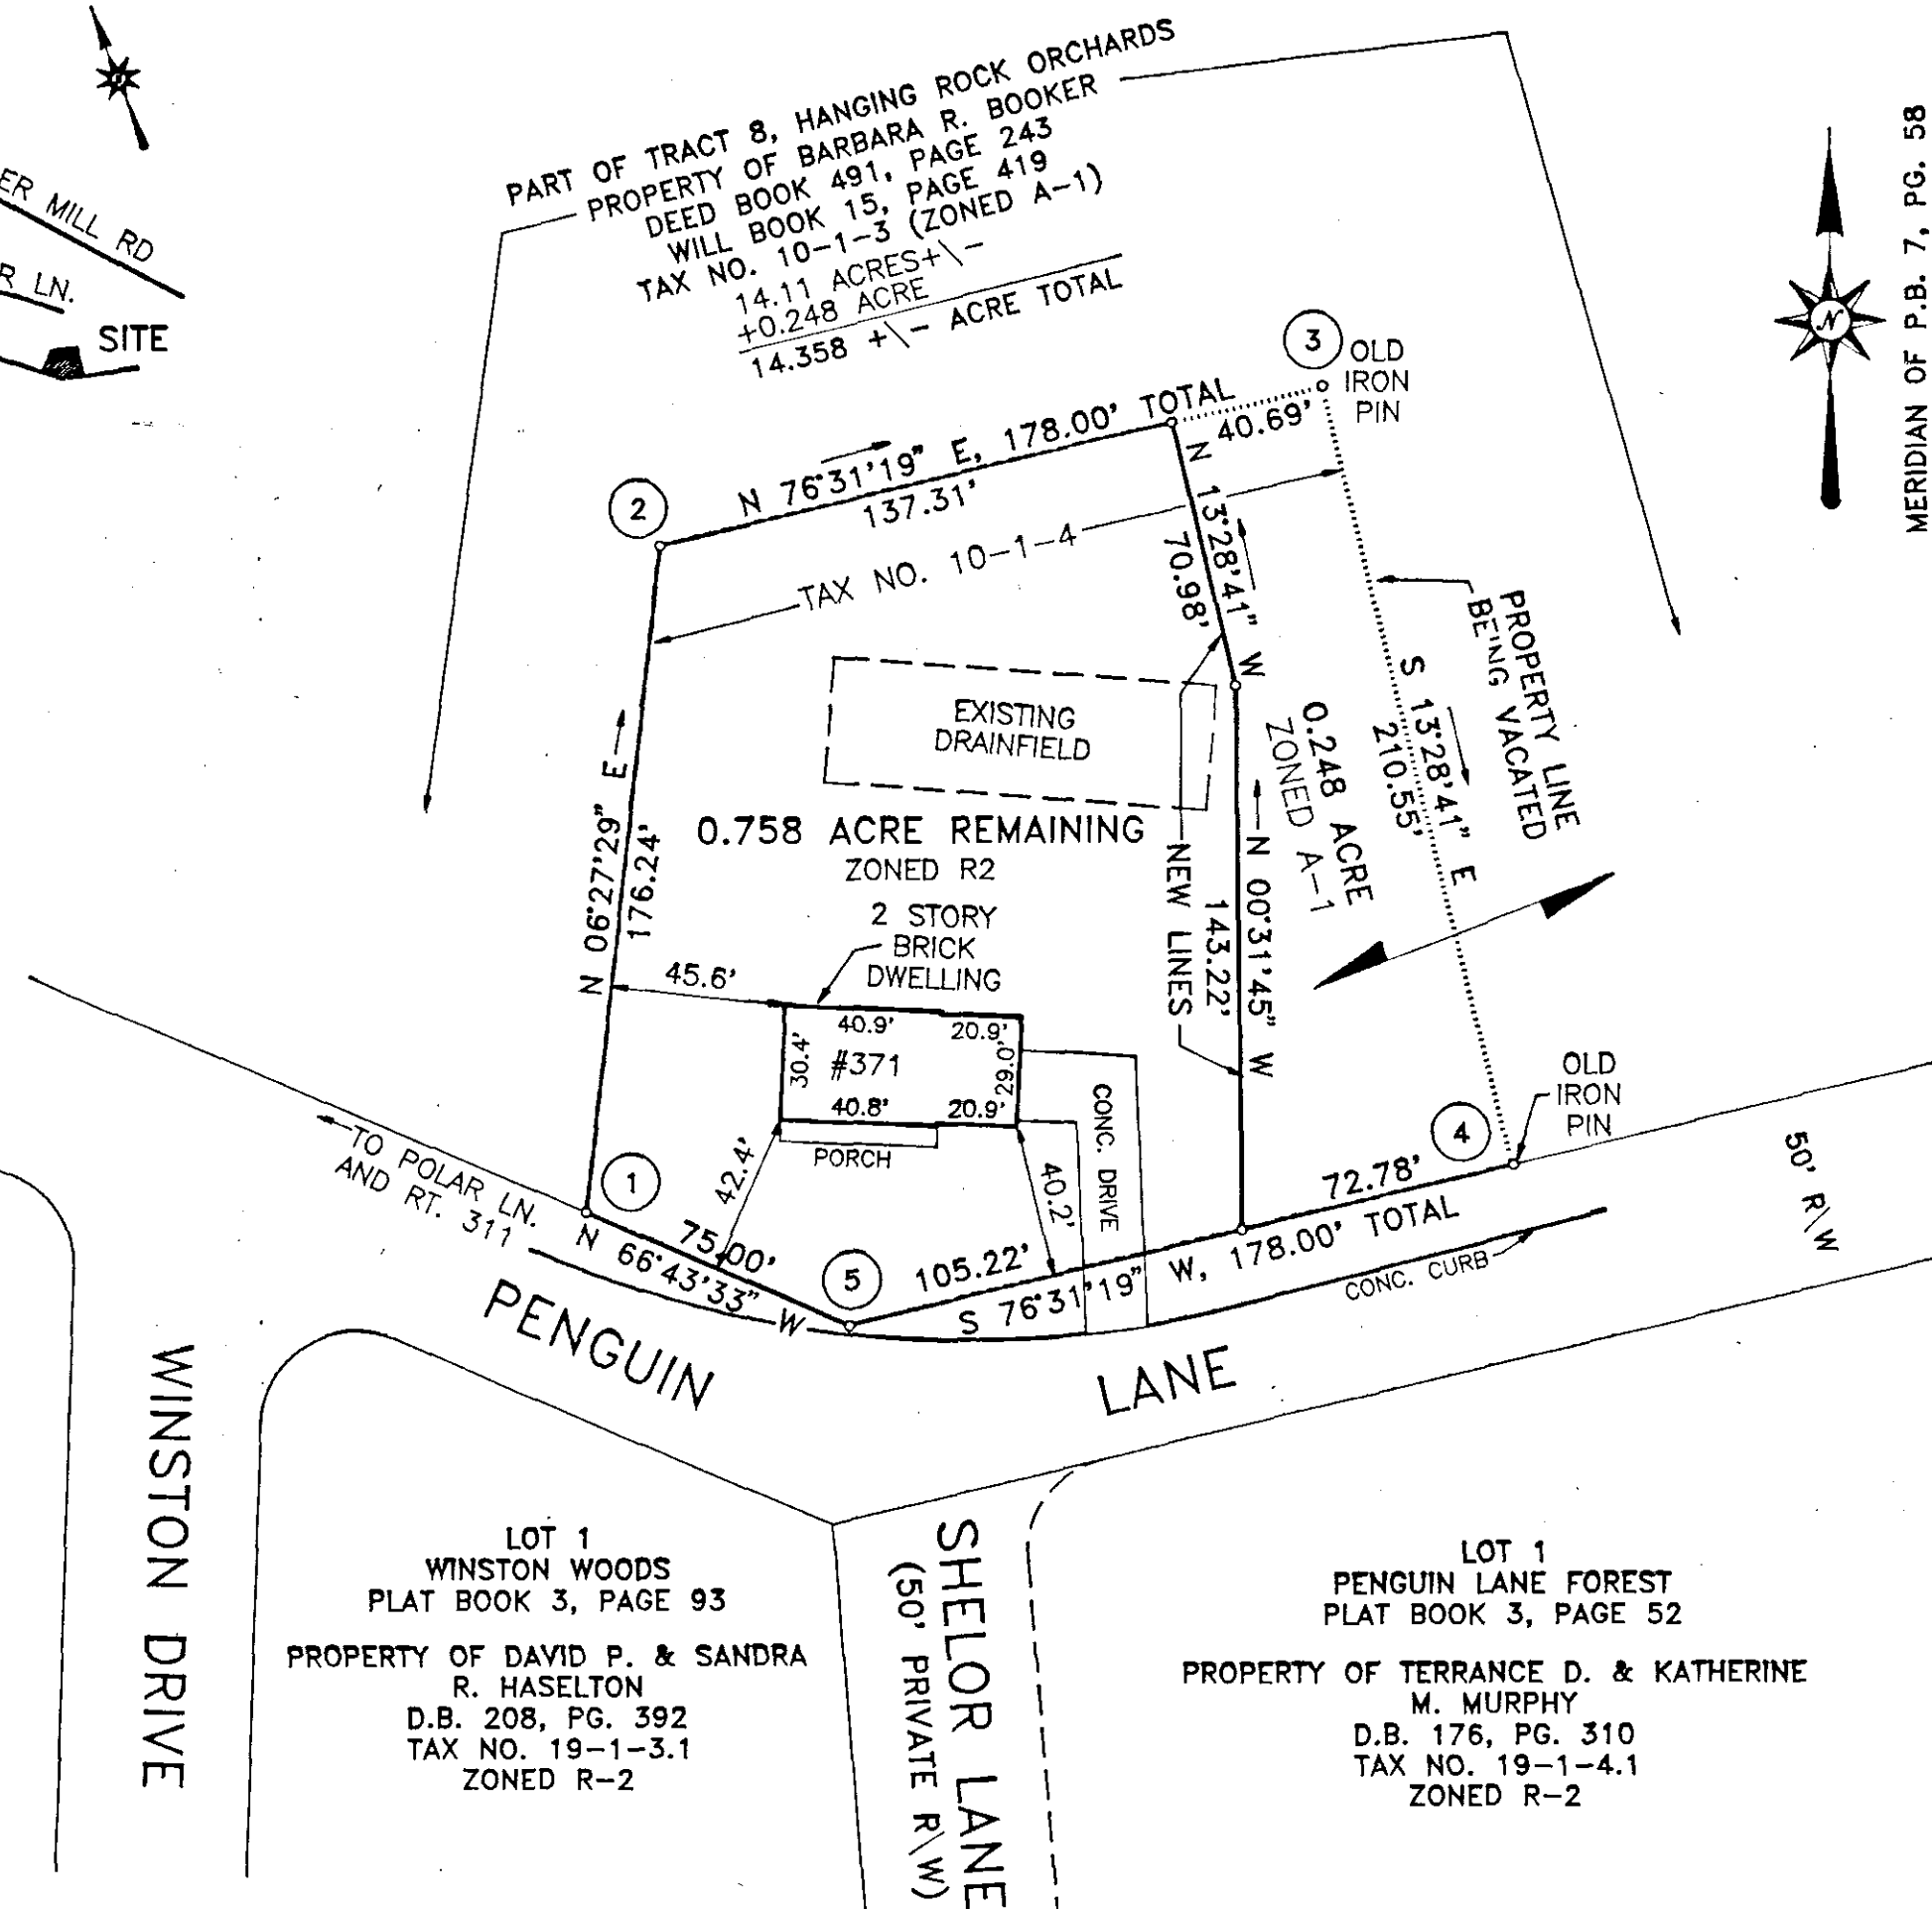 PART OF TRACT 8, HANGING ROCK ORCHARDS
PROPERTY OF BARBARA R. BOOKER
DEED BOOK 491, PAGE 243
WILL BOOK 15, PAGE 419
TAX NO. 10-1-3 (ZONED A-1)
14.11 ACRES+\-
+0.248 ACRE
14.358 +\- ACRE TOTAL
MERIDIAN OF P.B. 7, PG. 58
N
ER MILL RD
R LN.
SITE
3
OLD
IRON
PIN
N 76°31'19" E, 178.00' TOTAL
40.69'
137.31'
2
TAX NO. 10-1-4
N 13°28'41" W
70.98'
PROPERTY LINE
BEING VACATED
S 13°28'41" E
210.55'
0.248 ACRE
ZONED A-1
EXISTING
DRAINFIELD
N 06°27'29" E
176.24'
0.758 ACRE REMAINING
ZONED R2
NEW LINES
N 00°31'45" W
143.22'
2 STORY
BRICK
DWELLING
45.6'
40.9'
20.9'
30.4'
#371
29.0'
40.8'
20.9'
PORCH
CONC. DRIVE
42.4'
40.2'
OLD
IRON
PIN
4
72.78'
50' R\W
1
TO POLAR LN.
AND RT. 311
75.00'
N 66°43'33" W
5
105.22'
S 76°31'19" W, 178.00' TOTAL
CONC. CURB
PENGUIN LANE
WINSTON DRIVE
SHELOR LANE
(50' PRIVATE R\W)
LOT 1
WINSTON WOODS
PLAT BOOK 3, PAGE 93
PROPERTY OF DAVID P. & SANDRA
R. HASELTON
D.B. 208, PG. 392
TAX NO. 19-1-3.1
ZONED R-2
LOT 1
PENGUIN LANE FOREST
PLAT BOOK 3, PAGE 52
PROPERTY OF TERRANCE D. & KATHERINE
M. MURPHY
D.B. 176, PG. 310
TAX NO. 19-1-4.1
ZONED R-2